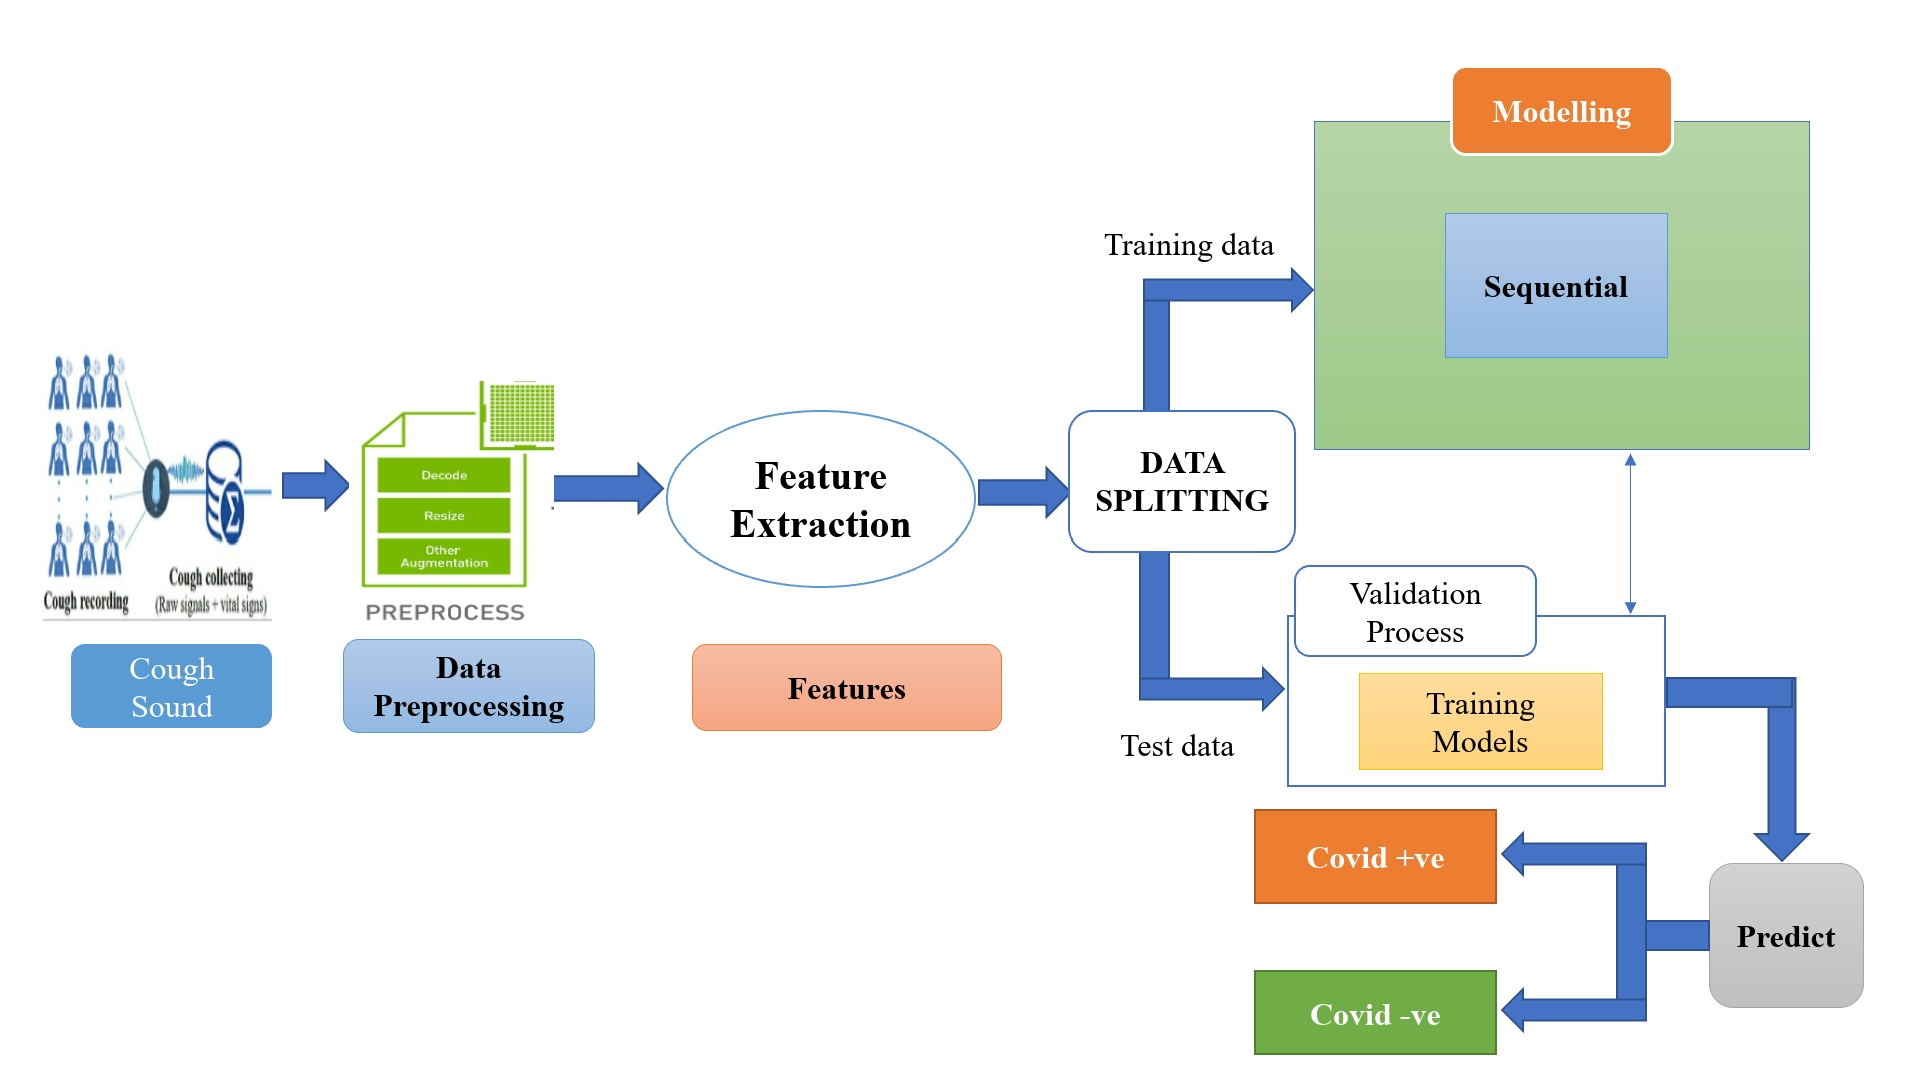 Cough recording
Cough collecting
(Raw signals + vital signs)
Cough
Sound
Decode
Resize
Other
Augmentation
PREPROCESS
Data
Preprocessing
Feature
Extraction
Features
DATA
SPLITTING
Training data
Test data
Modelling
Sequential
Validation
Process
Training
Models
Predict
Covid +ve
Covid -ve